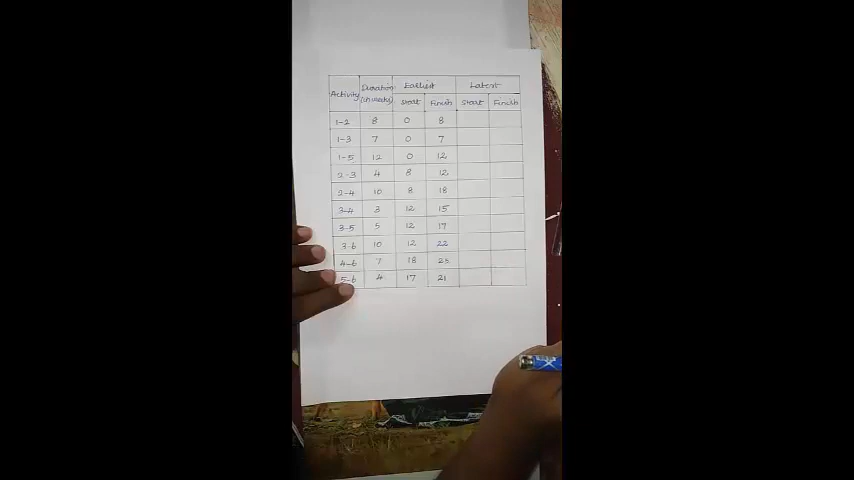 Activity Duration (in weeks) Earliest Latest
Start Finish Start Finish
1-2 8 0 8
1-3 7 0 7
1-5 12 0 12
2-3 4 8 12
2-4 10 8 18
3-4 3 12 15
3-5 5 12 17
3-6 10 12 22
4-6 7 18 25
5-6 4 17 21